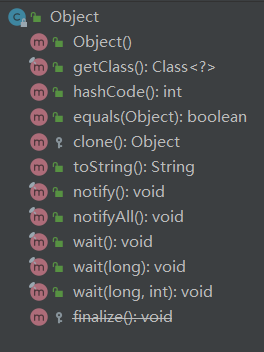 Object
Object()
getClass(): Class<?>
hashCode(): int
equals(Object): boolean
clone(): Object
toString(): String
notify(): void
notifyAll(): void
wait(): void
wait(long): void
wait(long, int): void
finalize(): void